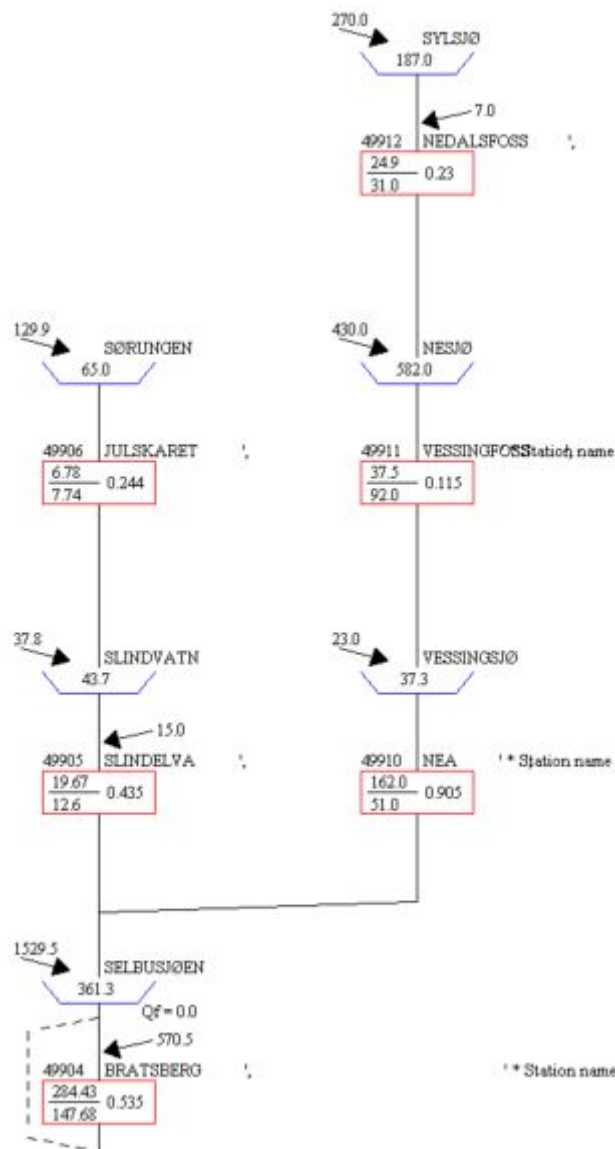 270.0
SYLSJØ
187.0
7.0
49912 NEDALSFOSS ',
24.9
31.0
0.23
129.9
SØRUNGEN
65.0
430.0
NESJØ
582.0
49906 JULSKARET ',
6.78
7.74
0.244
49911 VESSINGFOSS
Station name
37.5
92.0
0.115
37.8
SLINDVATN
43.7
23.0
VESSINGSJØ
37.3
15.0
49905 SLINDELVA ',
19.67
12.6
0.435
49910 NEA ' * Station name
162.0
51.0
0.905
1529.5
SELBUSJØEN
361.3
Qf = 0.0
570.5
49904 BRATSBERG ', ' * Station name
284.43
147.68
0.535